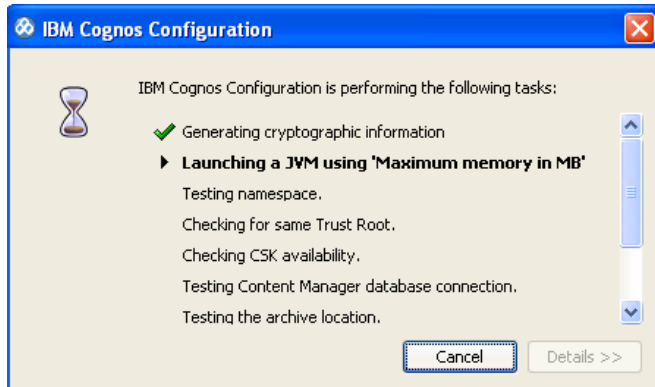 IBM Cognos Configuration
IBM Cognos Configuration is performing the following tasks:
Generating cryptographic information
Launching a JVM using 'Maximum memory in MB'
Testing namespace.
Checking for same Trust Root.
Checking CSK availability.
Testing Content Manager database connection.
Testing the archive location.
Cancel
Details >>